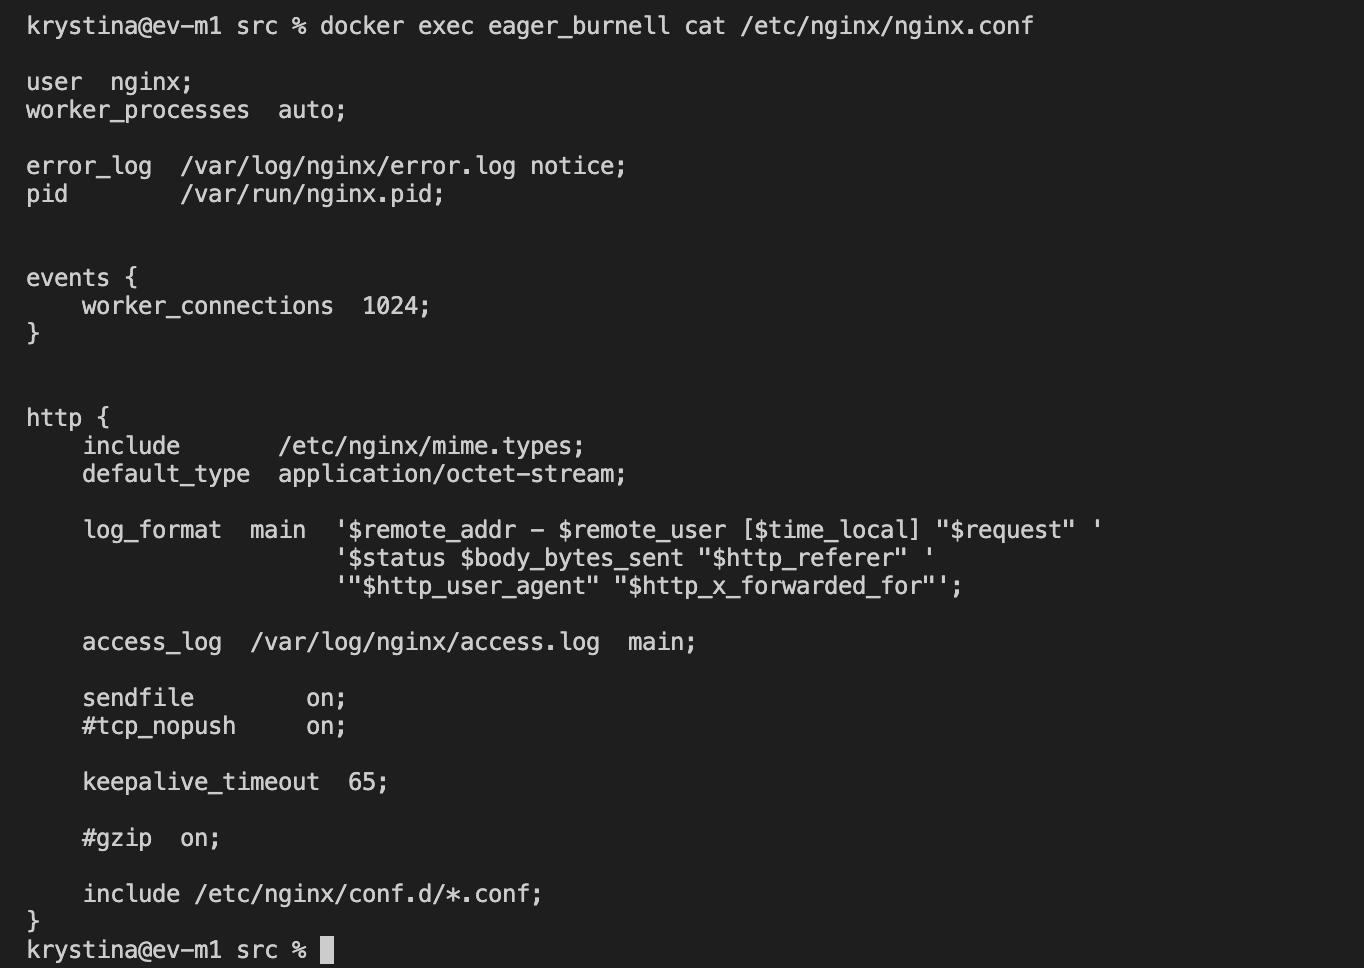 krystina@ev-m1 src % docker exec eager_burnell cat /etc/nginx/nginx.conf

user  nginx;
worker_processes  auto;

error_log  /var/log/nginx/error.log notice;
pid        /var/run/nginx.pid;


events {
    worker_connections  1024;
}


http {
    include       /etc/nginx/mime.types;
    default_type  application/octet-stream;

    log_format  main  '$remote_addr - $remote_user [$time_local] "$request" '
                      '$status $body_bytes_sent "$http_referer" '
                      '"$http_user_agent" "$http_x_forwarded_for"';

    access_log  /var/log/nginx/access.log  main;

    sendfile        on;
    #tcp_nopush     on;

    keepalive_timeout  65;

    #gzip  on;

    include /etc/nginx/conf.d/*.conf;
}
krystina@ev-m1 src %